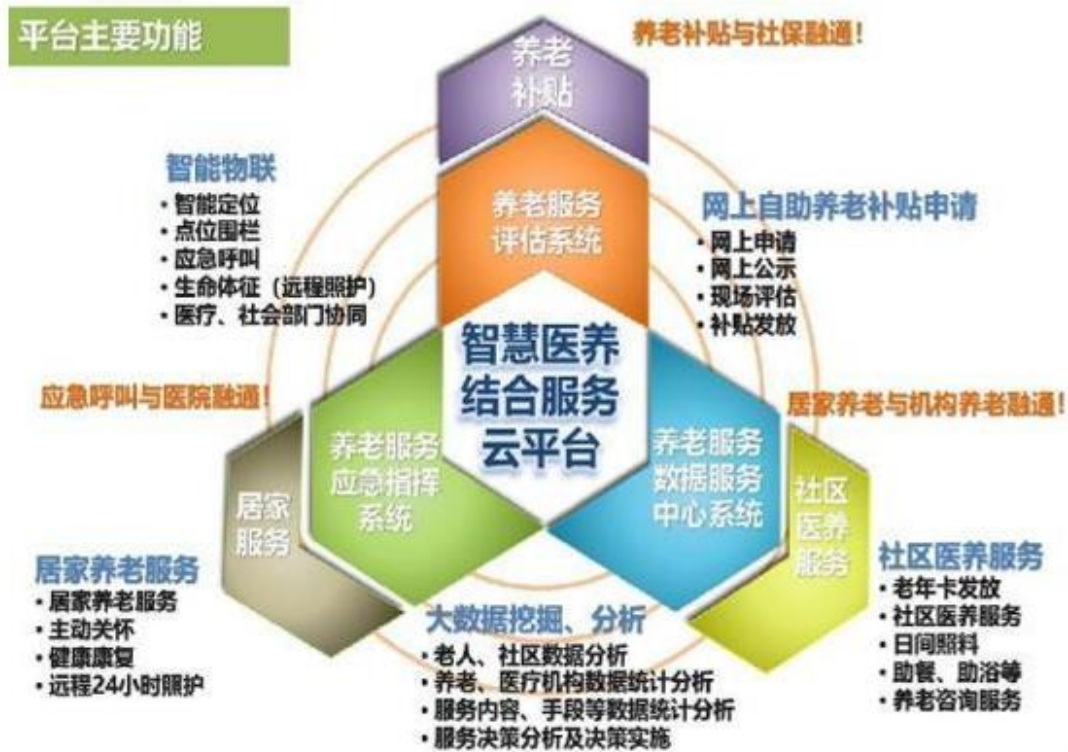 平台主要功能
养老补贴与社保融通!
养老
补贴
智能物联
• 智能定位
• 点位围栏
• 应急呼叫
• 生命体征（远程照护）
• 医疗、社会部门协同
养老服务
评估系统
网上自助养老补贴申请
• 网上申请
• 网上公示
• 现场评估
• 补贴发放
智慧医养
结合服务
云平台
应急呼叫与医院融通!
居家养老与机构养老融通!
养老服务
应急指挥
系统
养老服务
数据服务
中心系统
居家
服务
社区
医养
服务
居家养老服务
• 居家养老服务
• 主动关怀
• 健康康复
• 远程24小时照护
大数据挖掘、分析
• 老人、社区数据分析
• 养老、医疗机构数据统计分析
• 服务内容、手段等数据统计分析
• 服务决策分析及决策实施
社区医养服务
• 老年卡发放
• 社区医养服务
• 日间照料
• 助餐、助浴等
• 养老咨询服务